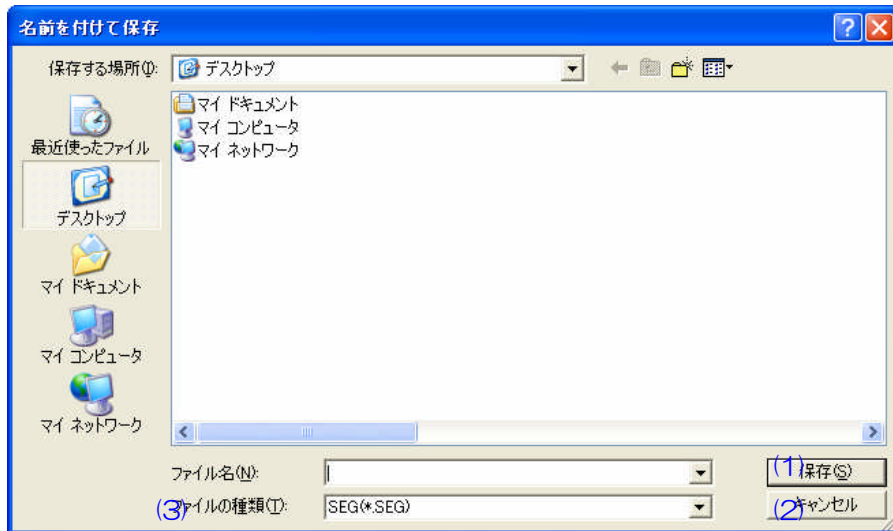 名前を付けて保存
保存する場所(I):
デスクトップ
最近使ったファイル
デスクトップ
マイ ドキュメント
マイ コンピュータ
マイ ネットワーク
マイ ドキュメント
マイ コンピュータ
マイ ネットワーク
ファイル名(N):
(1)保存(S)
(3)ファイルの種類(T):
SEG(*.SEG)
(2)キャンセル